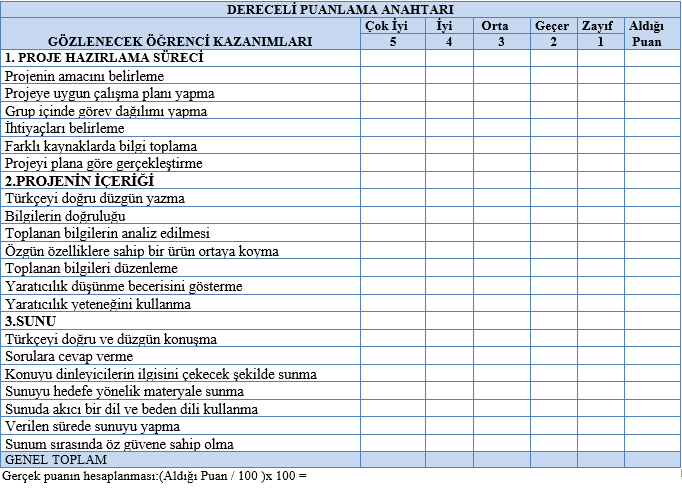 DERECELİ PUANLAMA ANAHTARI
GÖZLENECEK ÖĞRENCİ KAZANIMLARI Çok İyi 5 İyi 4 Orta 3 Geçer 2 Zayıf 1 Aldığı Puan
1. PROJE HAZIRLAMA SÜRECİ
Projenin amacını belirleme
Projeye uygun çalışma planı yapma
Grup içinde görev dağılımı yapma
İhtiyaçları belirleme
Farklı kaynaklarda bilgi toplama
Projeyi plana göre gerçekleştirme
2.PROJENİN İÇERİĞİ
Türkçeyi doğru düzgün yazma
Bilgilerin doğruluğu
Toplanan bilgilerin analiz edilmesi
Özgün özelliklere sahip bir ürün ortaya koyma
Toplanan bilgileri düzenleme
Yaratıcılık düşünme becerisini gösterme
Yaratıcılık yeteneğini kullanma
3.SUNU
Türkçeyi doğru ve düzgün konuşma
Sorulara cevap verme
Konuyu dinleyicilerin ilgisini çekecek şekilde sunma
Sunuyu hedefe yönelik materyale sunma
Sunuda akıcı bir dil ve beden dili kullanma
Verilen sürede sunuyu yapma
Sunum sırasında öz güvene sahip olma
GENEL TOPLAM
Gerçek puanın hesaplanması:(Aldığı Puan / 100 )x 100 =